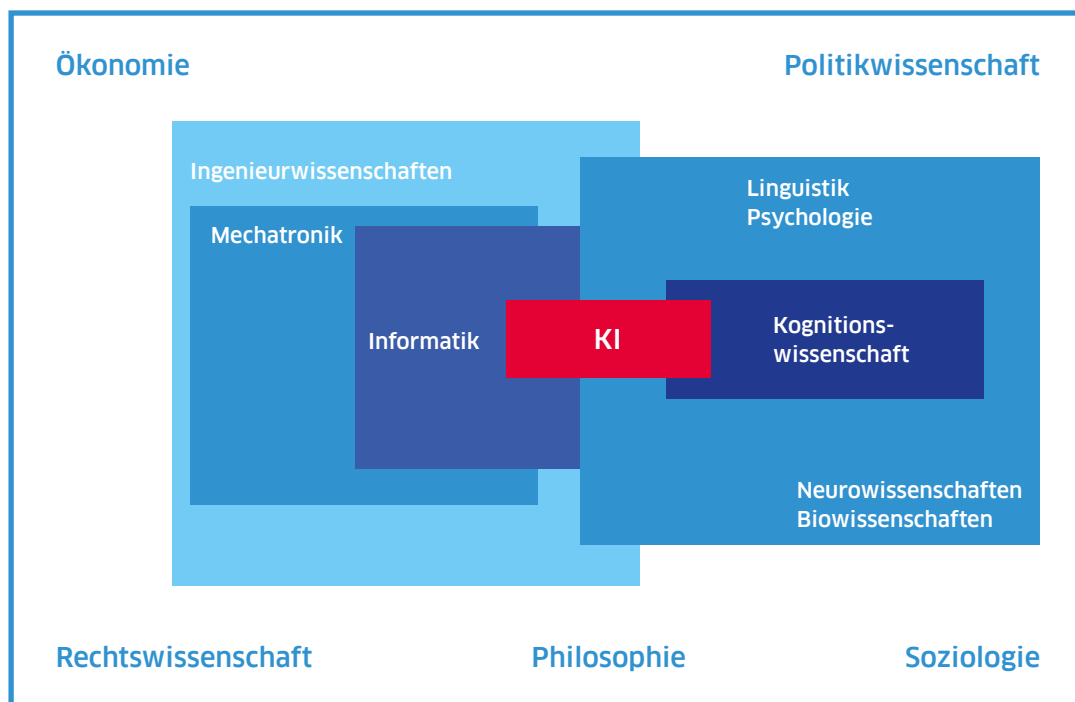 Ökonomie
Politikwissenschaft
Ingenieurwissenschaften
Linguistik
Psychologie
Mechatronik
Informatik
KI
Kognitions-
wissenschaft
Neurowissenschaften
Biowissenschaften
Rechtswissenschaft
Philosophie
Soziologie